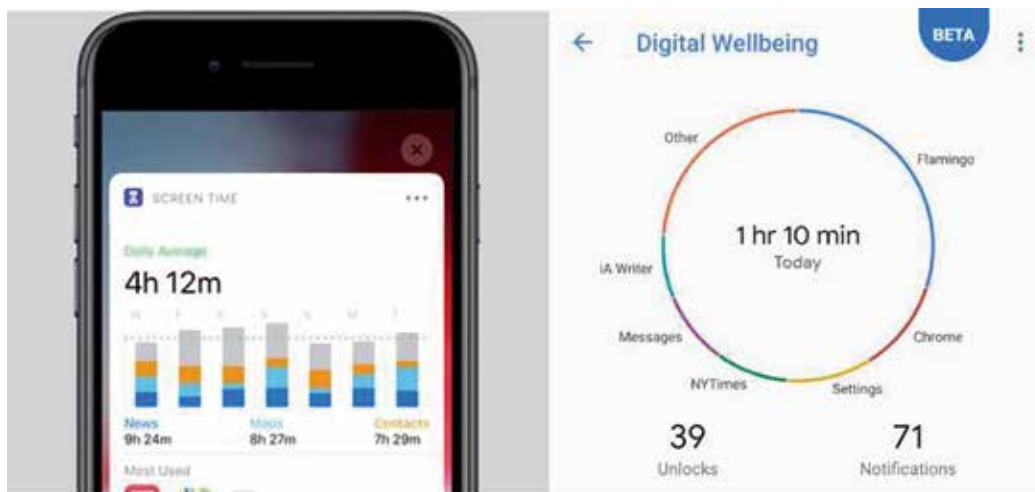 SCREEN TIME
Daily Average
4h 12m
News
Contacts
9h 24m
8h 27m
7h 29m
Most Used
BETA
Digital Wellbeing
Other
Flamingo
1 hr 10 min
Today
iA Writer
Messages
Chrome
NYTimes
Settings
39
71
Unlocks
Notifications